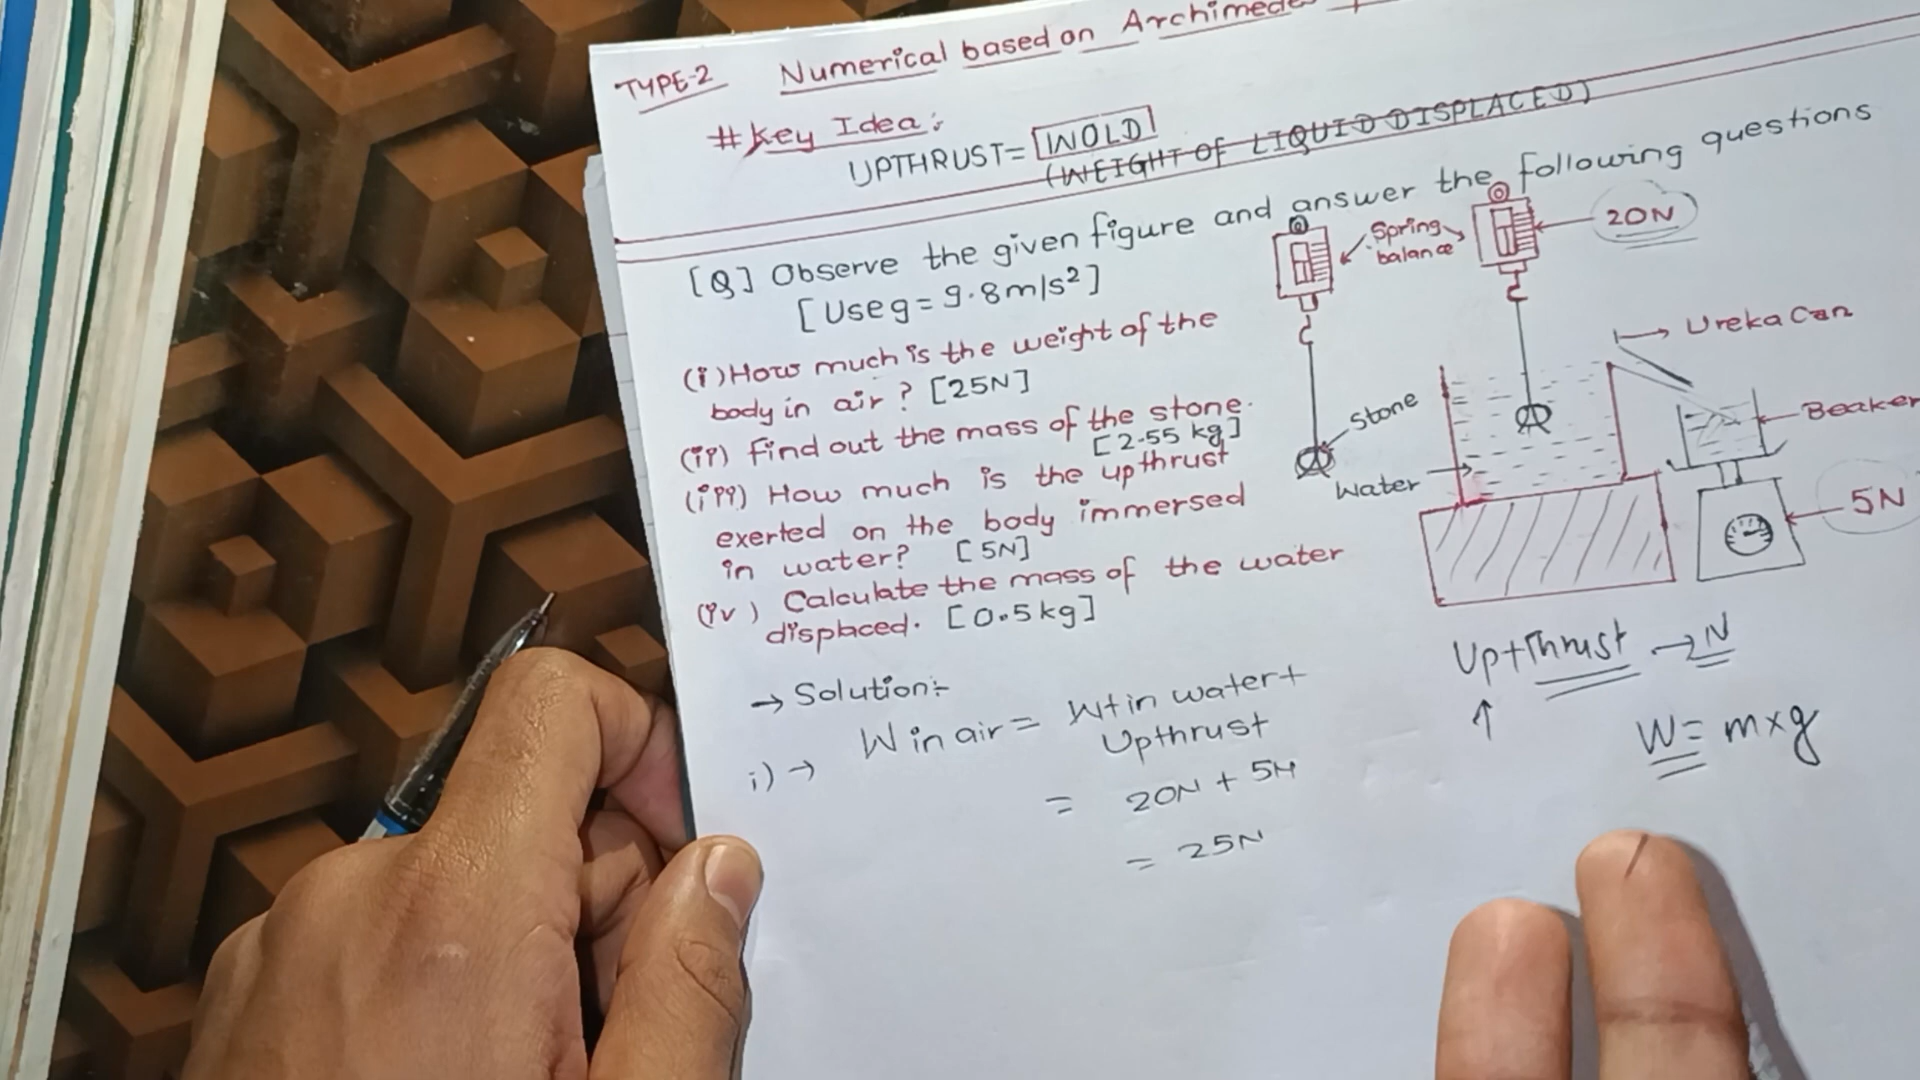 TYPE-2 Numerical based on Archimede
#Key Idea:
UPTHRUST= WOLD
(WEIGHT OF LIQUID DISPLACED)
[Q] Observe the given figure and answer the following questions
[Use g = 9.8m/s²]
(i) How much is the weight of the
body in air? [25N]
(ii) Find out the mass of the stone.
[2.55 kg]
(iii) How much is the upthrust
exerted on the body immersed
in water? [5N]
(iv) Calculate the mass of the water
displaced. [0.5kg]
Spring
balance
20N
Ureka Can
Stone
Beaker
Water
5N
→ Solution:-
i) → W in air = Wt in water +
Upthrust
= 20N + 5N
= 25N
Upthrust → N
↑
W = m×g